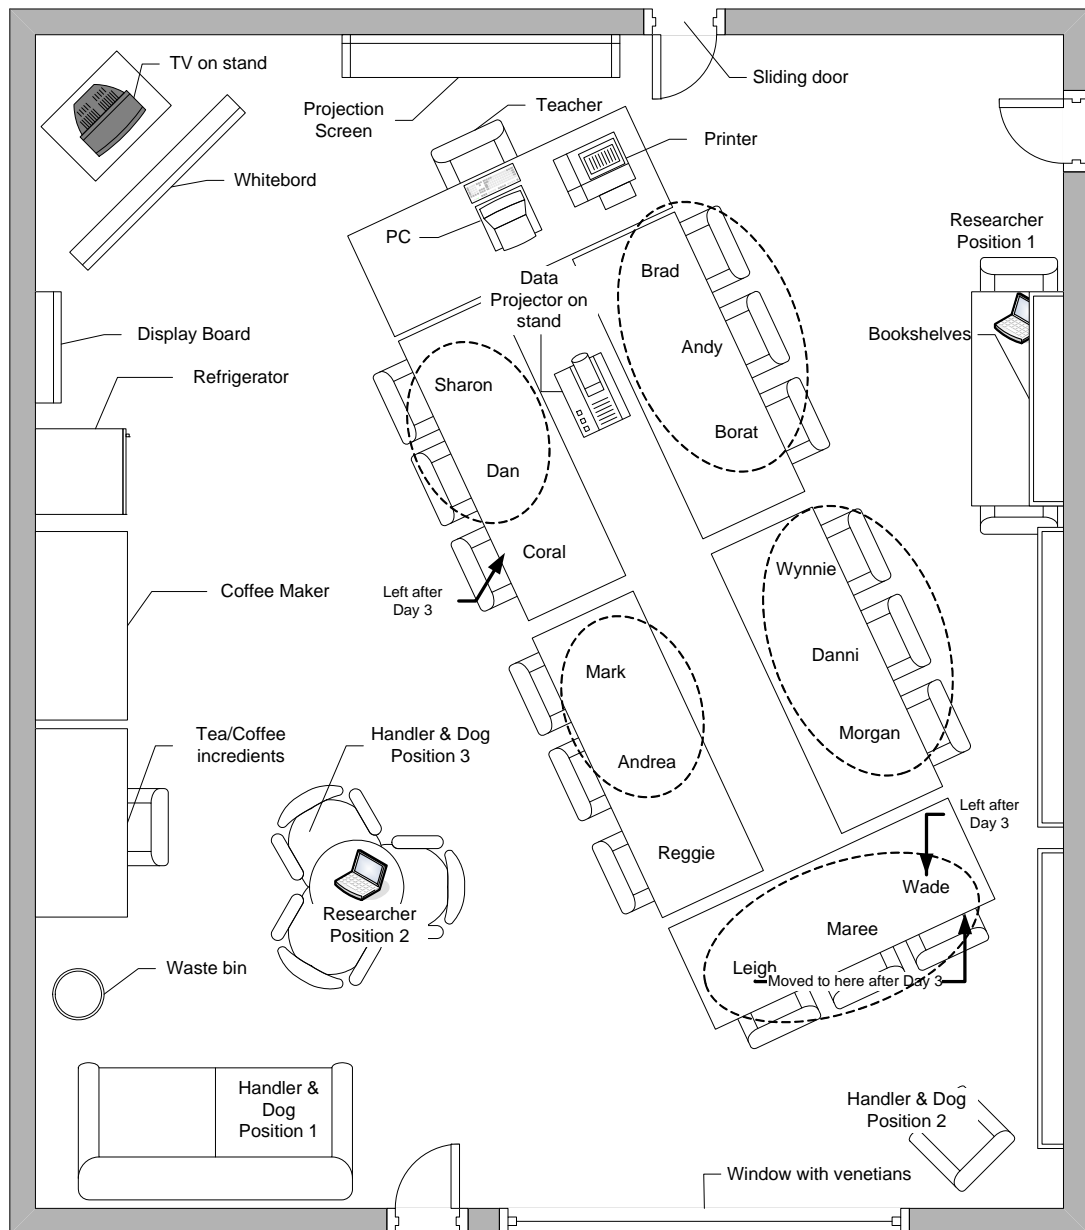 TV on stand
Sliding door
Projection
Screen
Teacher
Printer
Whitebord
PC
Researcher
Position 1
Brad
Data
Projector on
stand
Display Board
Bookshelves
Andy
Refrigerator
Sharon
Borat
Dan
Coral
Wynnie
Left after
Day 3
Coffee Maker
Danni
Mark
Tea/Coffee
incredients
Handler & Dog
Position 3
Morgan
Andrea
Left after
Day 3
Reggie
Wade
Researcher
Position 2
Maree
Leigh
Moved to here after Day 3
Waste bin
Handler &
Dog
Position 1
Handler & Dog
Position 2
Window with venetians